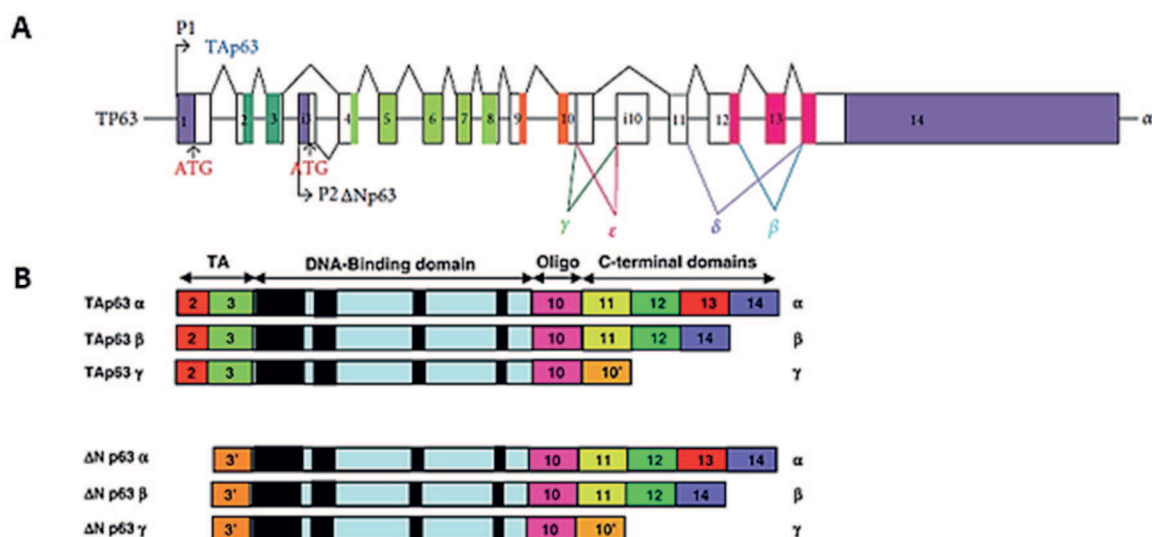 A
P1
TAp63
TP63 1 2 3 i3 4 5 6 7 8 9 10 i10 11 12 13 14 α
ATG ATG
P2 ΔNp63
γ ε δ β
B
TA DNA-Binding domain Oligo C-terminal domains
TAp63 α 2 3 10 11 12 13 14 α
TAp63 β 2 3 10 11 12 14 β
TAp63 γ 2 3 10 10' γ
ΔN p63 α 3' 10 11 12 13 14 α
ΔN p63 β 3' 10 11 12 14 β
ΔN p63 γ 3' 10 10' γ